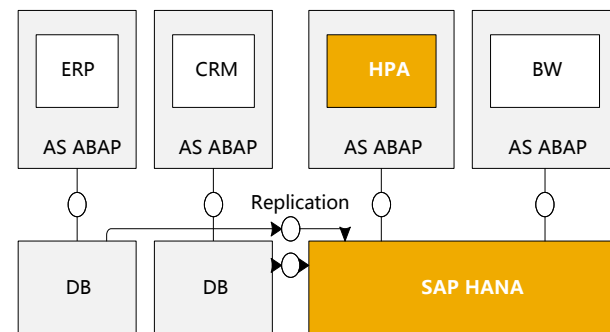 ERP
CRM
HPA
BW
AS ABAP
AS ABAP
AS ABAP
AS ABAP
Replication
DB
DB
SAP HANA